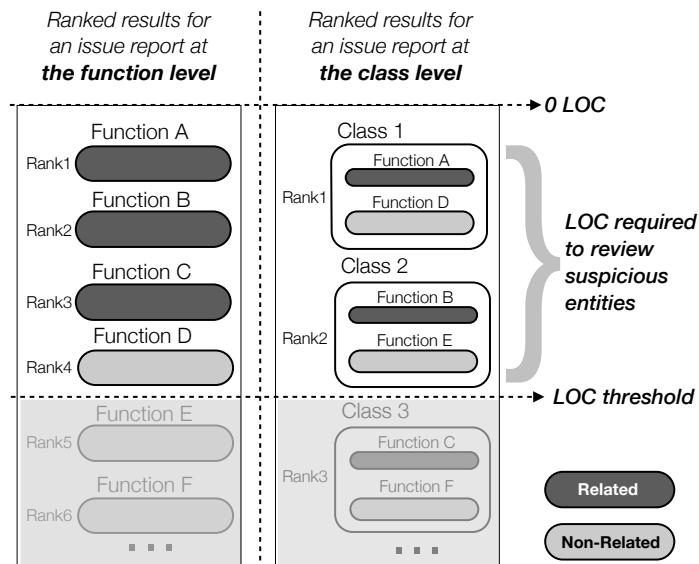 Ranked results for
an issue report at
the function level
Ranked results for
an issue report at
the class level
0 LOC
Function A
Rank1
Function B
Rank2
Function C
Rank3
Function D
Rank4
Function E
Rank5
Function F
Rank6
Class 1
Function A
Rank1
Function D
Class 2
Function B
Rank2
Function E
Class 3
Function C
Rank3
Function F
LOC required
to review
suspicious
entities
LOC threshold
Related
Non-Related